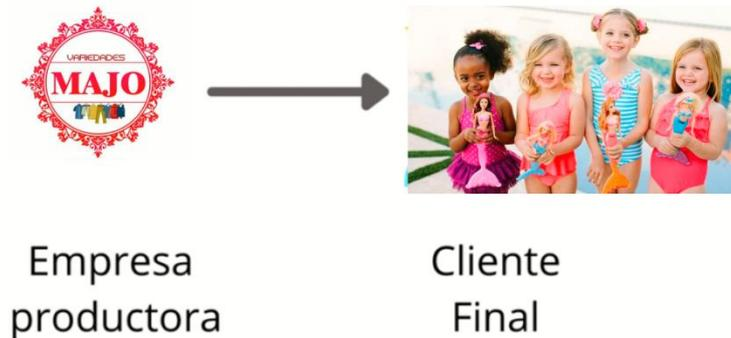 VARIEDADES
MAJO
Empresa
productora
Cliente
Final